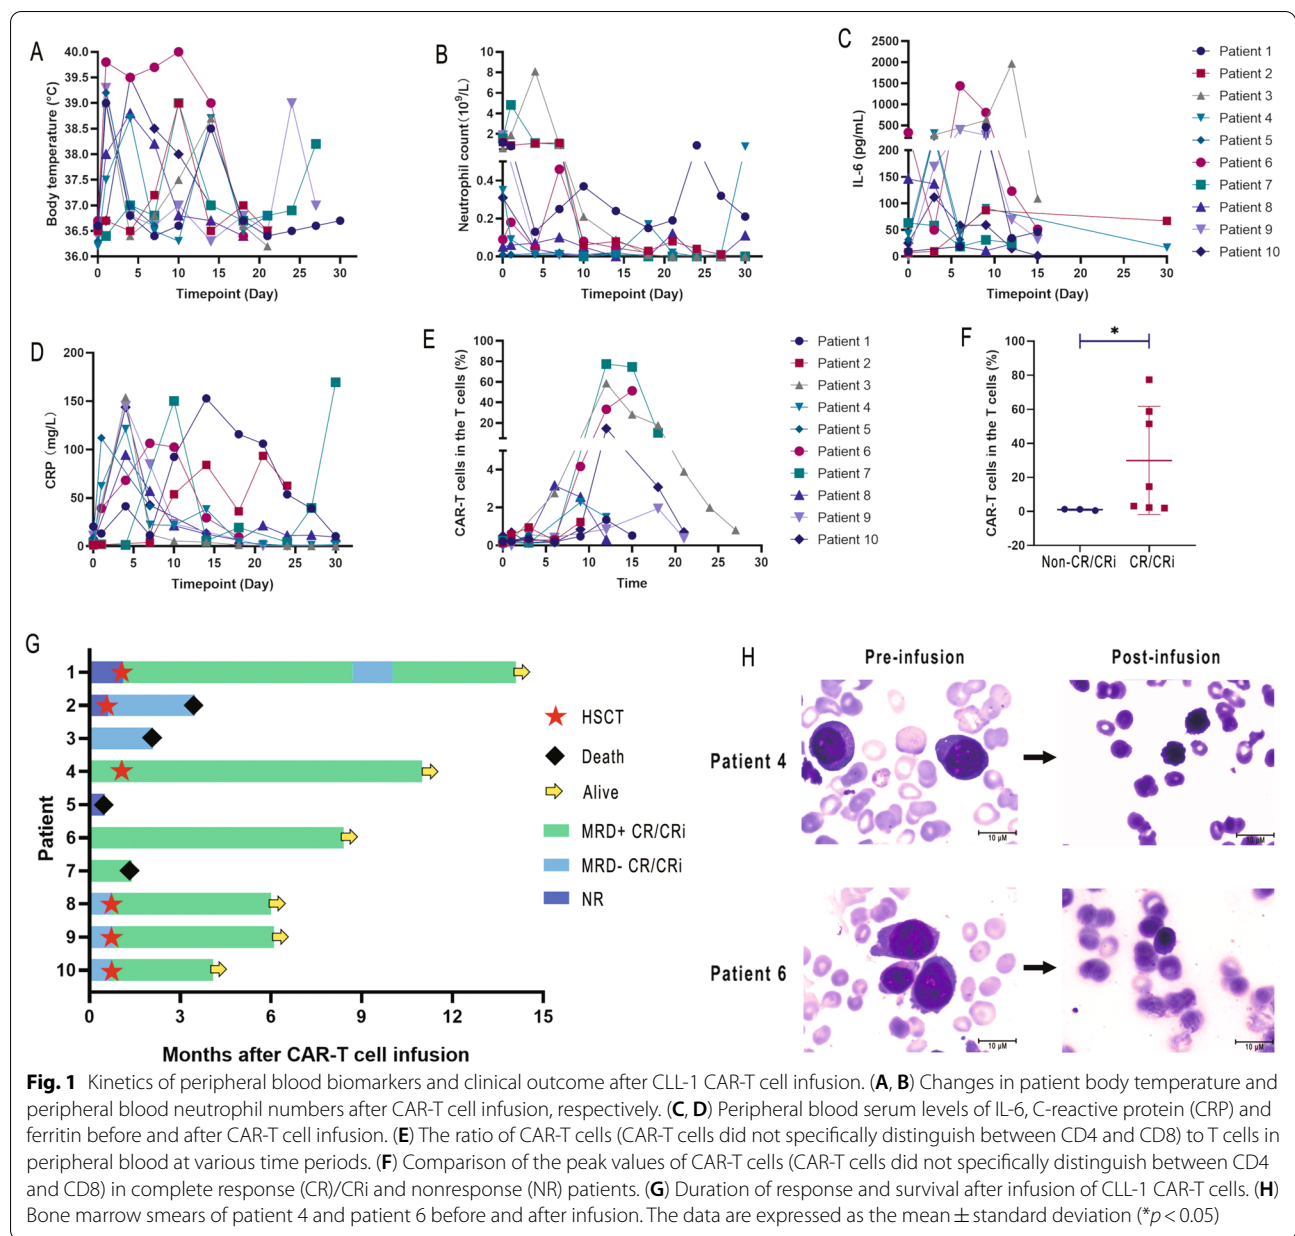 A
Body temperature (°C)
40.0
39.5
39.0
38.5
38.0
37.5
37.0
36.5
36.0
0 5 10 15 20 25 30
Timepoint (Day)
B
Neutrophil count (10⁹/L)
10
8
6
4
2
0.4
0.2
0.0
0 5 10 15 20 25 30
Timepoint (Day)
C
IL-6 (pg/mL)
2500
2000
1500
1000
500
200
150
100
50
0
0 5 10 15 20 25 30
Timepoint (Day)
Patient 1
Patient 2
Patient 3
Patient 4
Patient 5
Patient 6
Patient 7
Patient 8
Patient 9
Patient 10
D
CRP (mg/L)
200
150
100
50
0
0 5 10 15 20 25 30
Timepoint (Day)
E
CAR-T cells in the T cells (%)
100
80
60
40
20
4
2
0
0 5 10 15 20 25 30
Time
Patient 1
Patient 2
Patient 3
Patient 4
Patient 5
Patient 6
Patient 7
Patient 8
Patient 9
Patient 10
F
CAR-T cells in the T cells (%)
100
80
60
40
20
0
-20
*
Non-CR/CRi CR/CRi
G
Patient
1
2
3
4
5
6
7
8
9
10
0 3 6 9 12 15
Months after CAR-T cell infusion
HSCT
Death
Alive
MRD+ CR/CRi
MRD- CR/CRi
NR
H
Pre-infusion Post-infusion
Patient 4
10 μM
10 μM
Patient 6
10 μM
10 μM
Fig. 1 Kinetics of peripheral blood biomarkers and clinical outcome after CLL-1 CAR-T cell infusion. (A, B) Changes in patient body temperature and
peripheral blood neutrophil numbers after CAR-T cell infusion, respectively. (C, D) Peripheral blood serum levels of IL-6, C-reactive protein (CRP) and
ferritin before and after CAR-T cell infusion. (E) The ratio of CAR-T cells (CAR-T cells did not specifically distinguish between CD4 and CD8) to T cells in
peripheral blood at various time periods. (F) Comparison of the peak values of CAR-T cells (CAR-T cells did not specifically distinguish between CD4
and CD8) in complete response (CR)/CRi and nonresponse (NR) patients. (G) Duration of response and survival after infusion of CLL-1 CAR-T cells. (H)
Bone marrow smears of patient 4 and patient 6 before and after infusion. The data are expressed as the mean ± standard deviation (*p < 0.05)